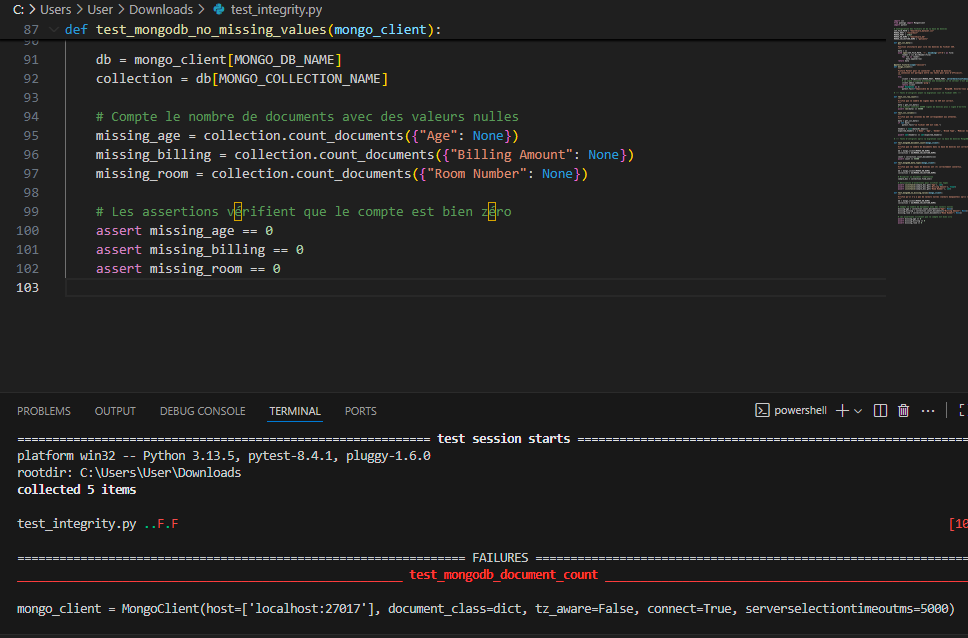 C: > Users > User > Downloads > test_integrity.py
87 def test_mongodb_no_missing_values(mongo_client):
90
91 db = mongo_client[MONGO_DB_NAME]
92 collection = db[MONGO_COLLECTION_NAME]
93
94 # Compte le nombre de documents avec des valeurs nulles
95 missing_age = collection.count_documents({"Age": None})
96 missing_billing = collection.count_documents({"Billing Amount": None})
97 missing_room = collection.count_documents({"Room Number": None})
98
99 # Les assertions vérifient que le compte est bien zéro
100 assert missing_age == 0
101 assert missing_billing == 0
102 assert missing_room == 0
103
PROBLEMS OUTPUT DEBUG CONSOLE TERMINAL PORTS powershell
test session starts
platform win32 -- Python 3.13.5, pytest-8.4.1, pluggy-1.6.0
rootdir: C:\Users\User\Downloads
collected 5 items
test_integrity.py ..F.F [10
FAILURES
test_mongodb_document_count
mongo_client = MongoClient(host=['localhost:27017'], document_class=dict, tz_aware=False, connect=True, serverselectiontimeoutms=5000)